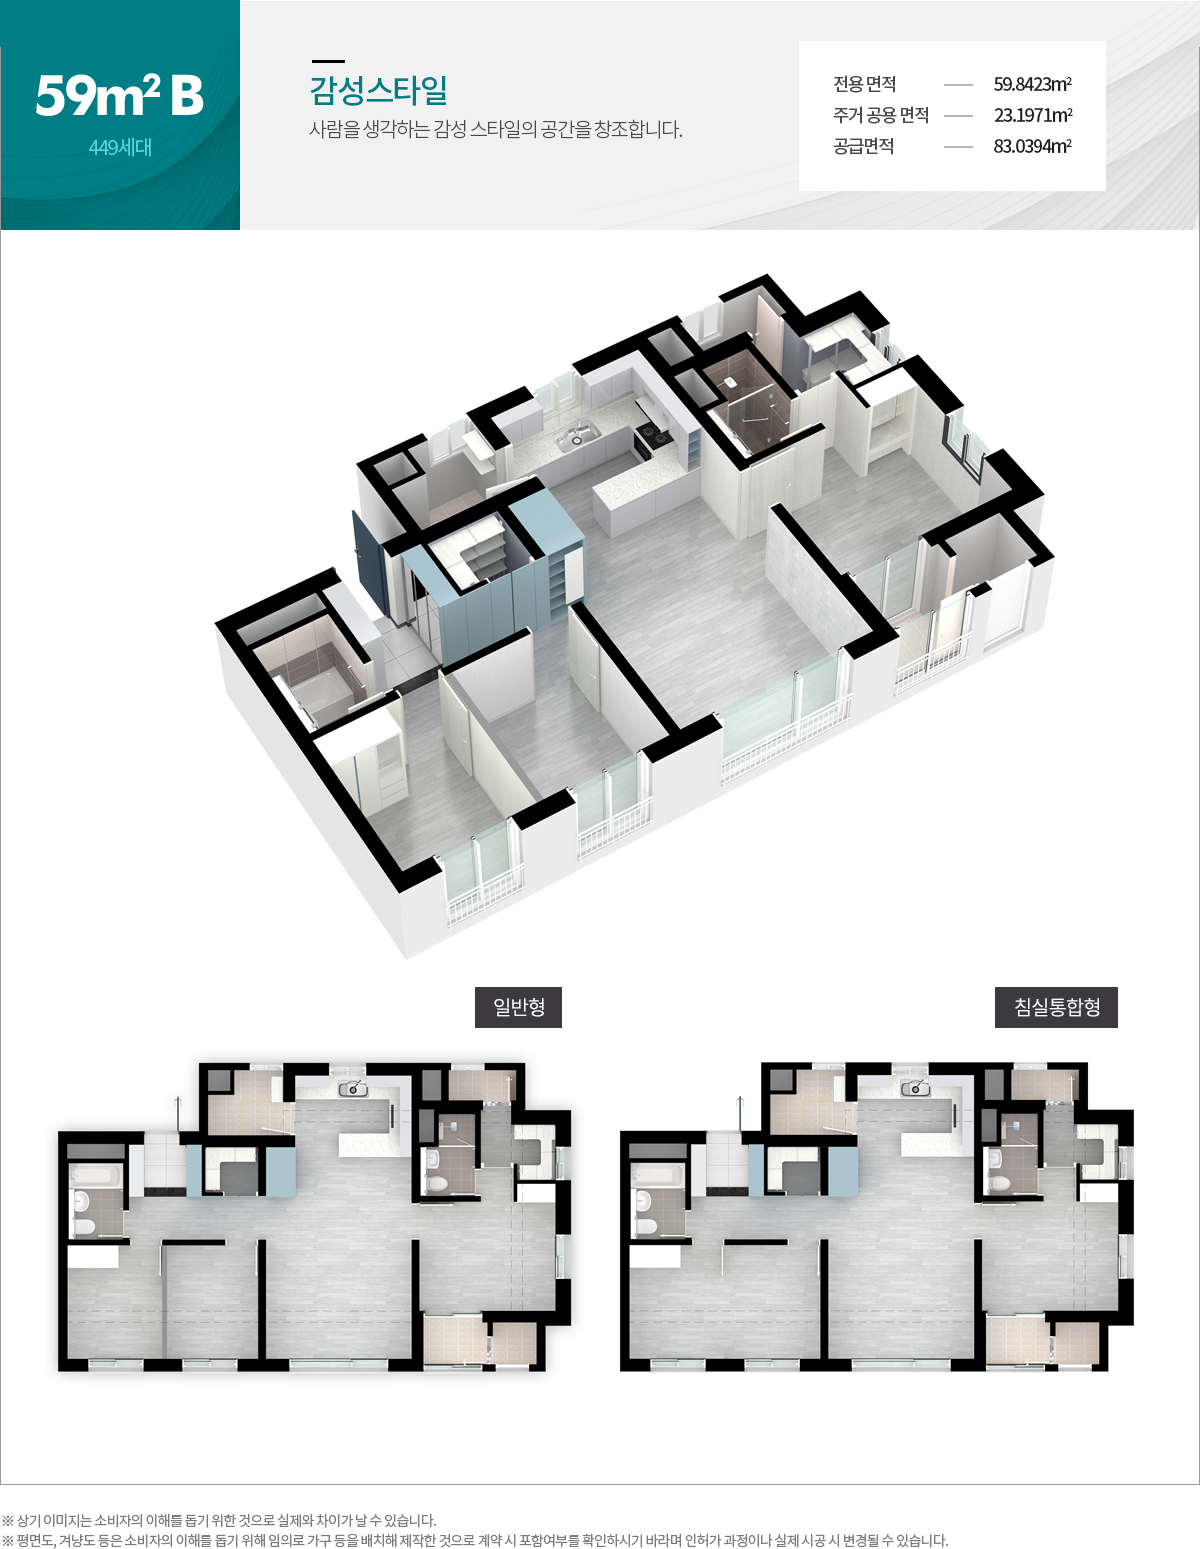 59m² B
449세대
감성스타일
사람을 생각하는 감성 스타일의 공간을 창조합니다.
전용 면적 59.8423m²
주거 공용 면적 23.1971m²
공급면적 83.0394m²
일반형
침실통합형
※ 상기 이미지는 소비자의 이해를 돕기 위한 것으로 실제와 차이가 날 수 있습니다.
※ 평면도, 겨냥도 등은 소비자의 이해를 돕기 위해 임의로 가구 등을 배치해 제작한 것으로 계약 시 포함여부를 확인하시기 바라며 인허가 과정이나 실제 시공 시 변경될 수 있습니다.